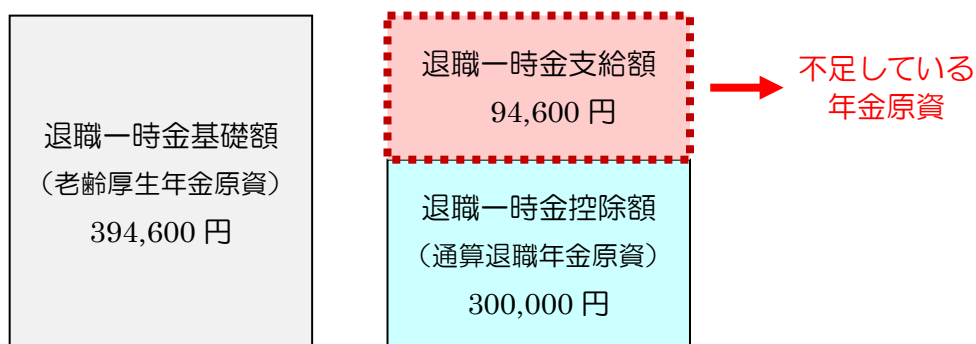 退職一時金基礎額
（老齢厚生年金原資）
394,600 円
退職一時金支給額
94,600 円
退職一時金控除額
（通算退職年金原資）
300,000 円
不足している
年金原資